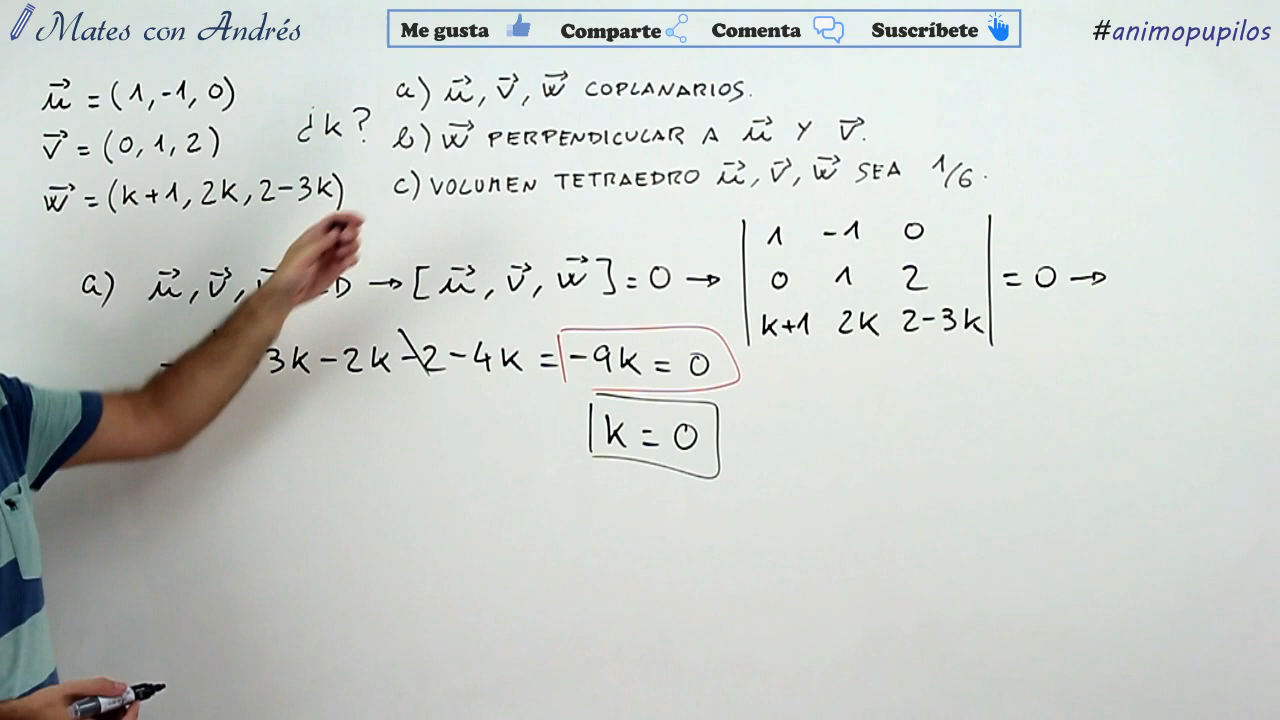 Mates con Andrés
Me gusta Comparte Comenta Suscríbete
#animopupilos
u⃗ = (1, -1, 0)
v⃗ = (0, 1, 2)
w⃗ = (k+1, 2k, 2-3k)
¿k?
a) u⃗, v⃗, w⃗ COPLANARIOS.
b) w⃗ PERPENDICULAR A u⃗ Y v⃗.
c) VOLUMEN TETRAEDRO u⃗, v⃗, w⃗ SEA 1/6.
a) u⃗, v⃗, D → [u⃗, v⃗, w⃗] = 0 → | 1 -1 0 |
| 0 1 2 | = 0 →
| k+1 2k 2-3k |
3k - 2k - 2 - 4k = -9k = 0
k = 0